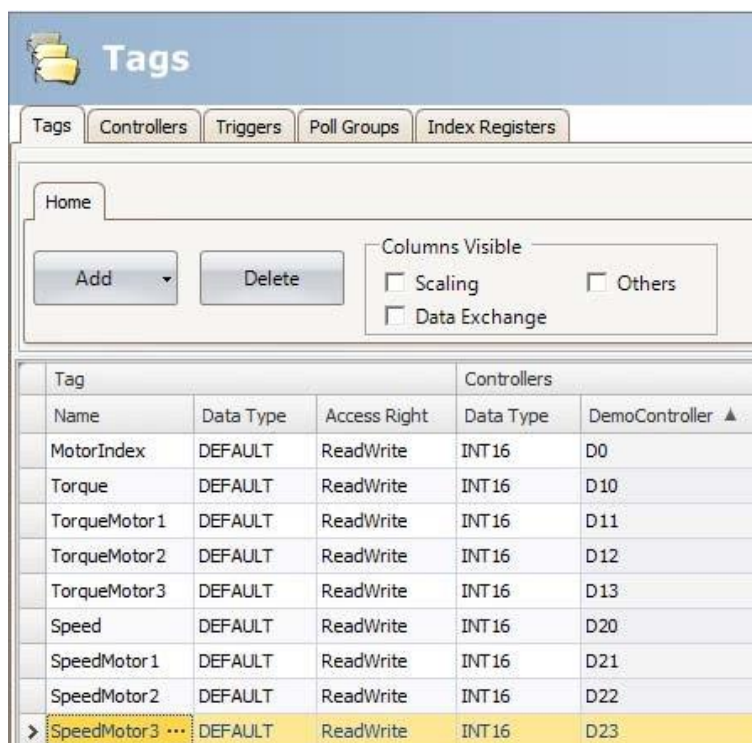 Tags
Tags Controllers Triggers Poll Groups Index Registers
Home
Add Delete
Columns Visible
Scaling Others
Data Exchange
Tag Controllers
Name Data Type Access Right Data Type DemoController
MotorIndex DEFAULT ReadWrite INT16 D0
Torque DEFAULT ReadWrite INT16 D10
TorqueMotor1 DEFAULT ReadWrite INT16 D11
TorqueMotor2 DEFAULT ReadWrite INT16 D12
TorqueMotor3 DEFAULT ReadWrite INT16 D13
Speed DEFAULT ReadWrite INT16 D20
SpeedMotor1 DEFAULT ReadWrite INT16 D21
SpeedMotor2 DEFAULT ReadWrite INT16 D22
SpeedMotor3 ... DEFAULT ReadWrite INT16 D23